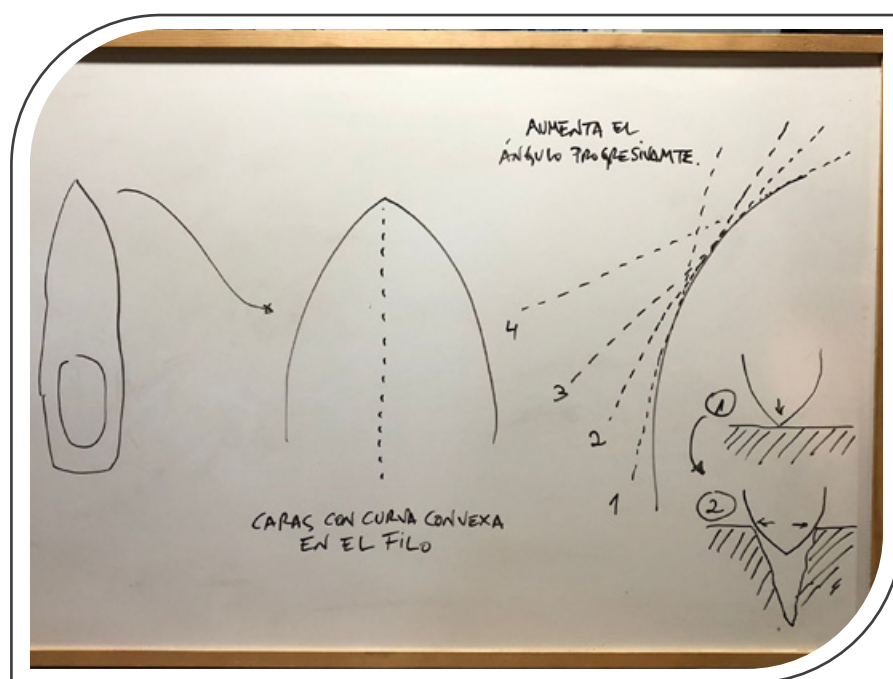 AUMENTA EL
ÁNGULO PROGRESIVAMTE.
4
3
2
1
1
2
CARAS CON CURVA CONVEXA
EN EL FILO